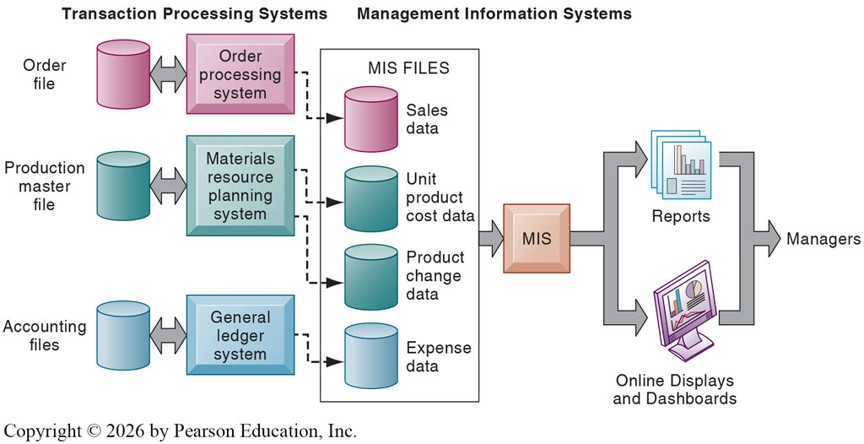 Transaction Processing Systems
Management Information Systems
Order
file
Order
processing
system
MIS FILES
Sales
data
Production
master
file
Materials
resource
planning
system
Unit
product
cost data
MIS
Reports
Managers
Product
change
data
Accounting
files
General
ledger
system
Expense
data
Online Displays
and Dashboards
Copyright © 2026 by Pearson Education, Inc.